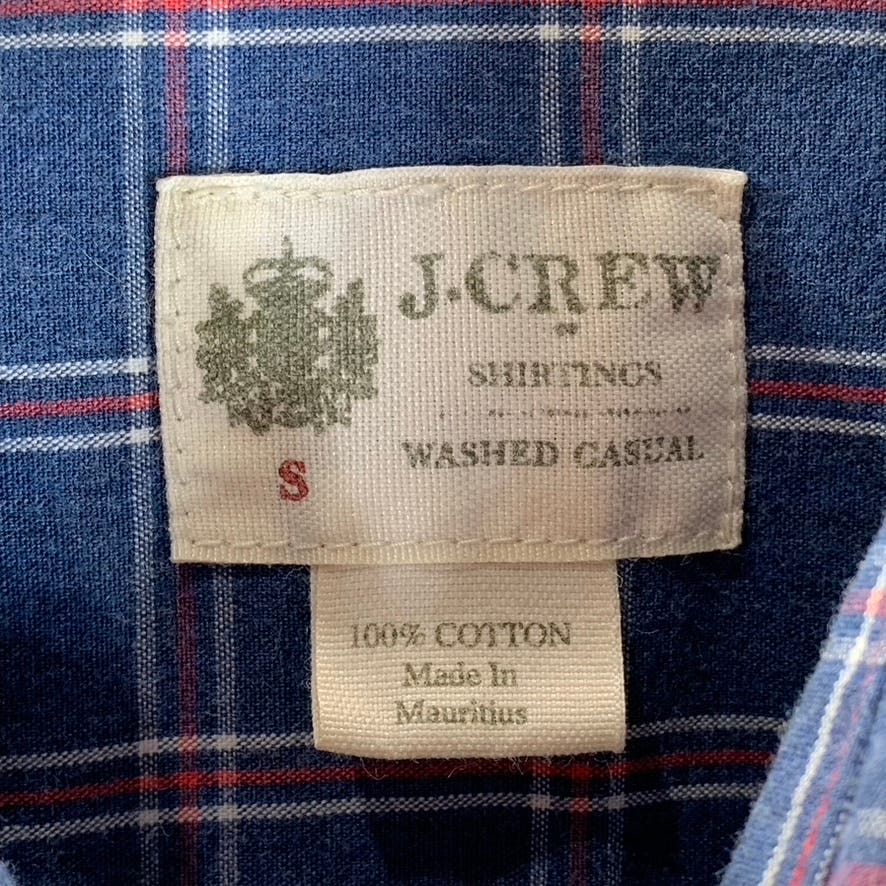 J.CREW
SHIRTINGS
WASHED CASUAL
S
100% COTTON
Made In
Mauritius